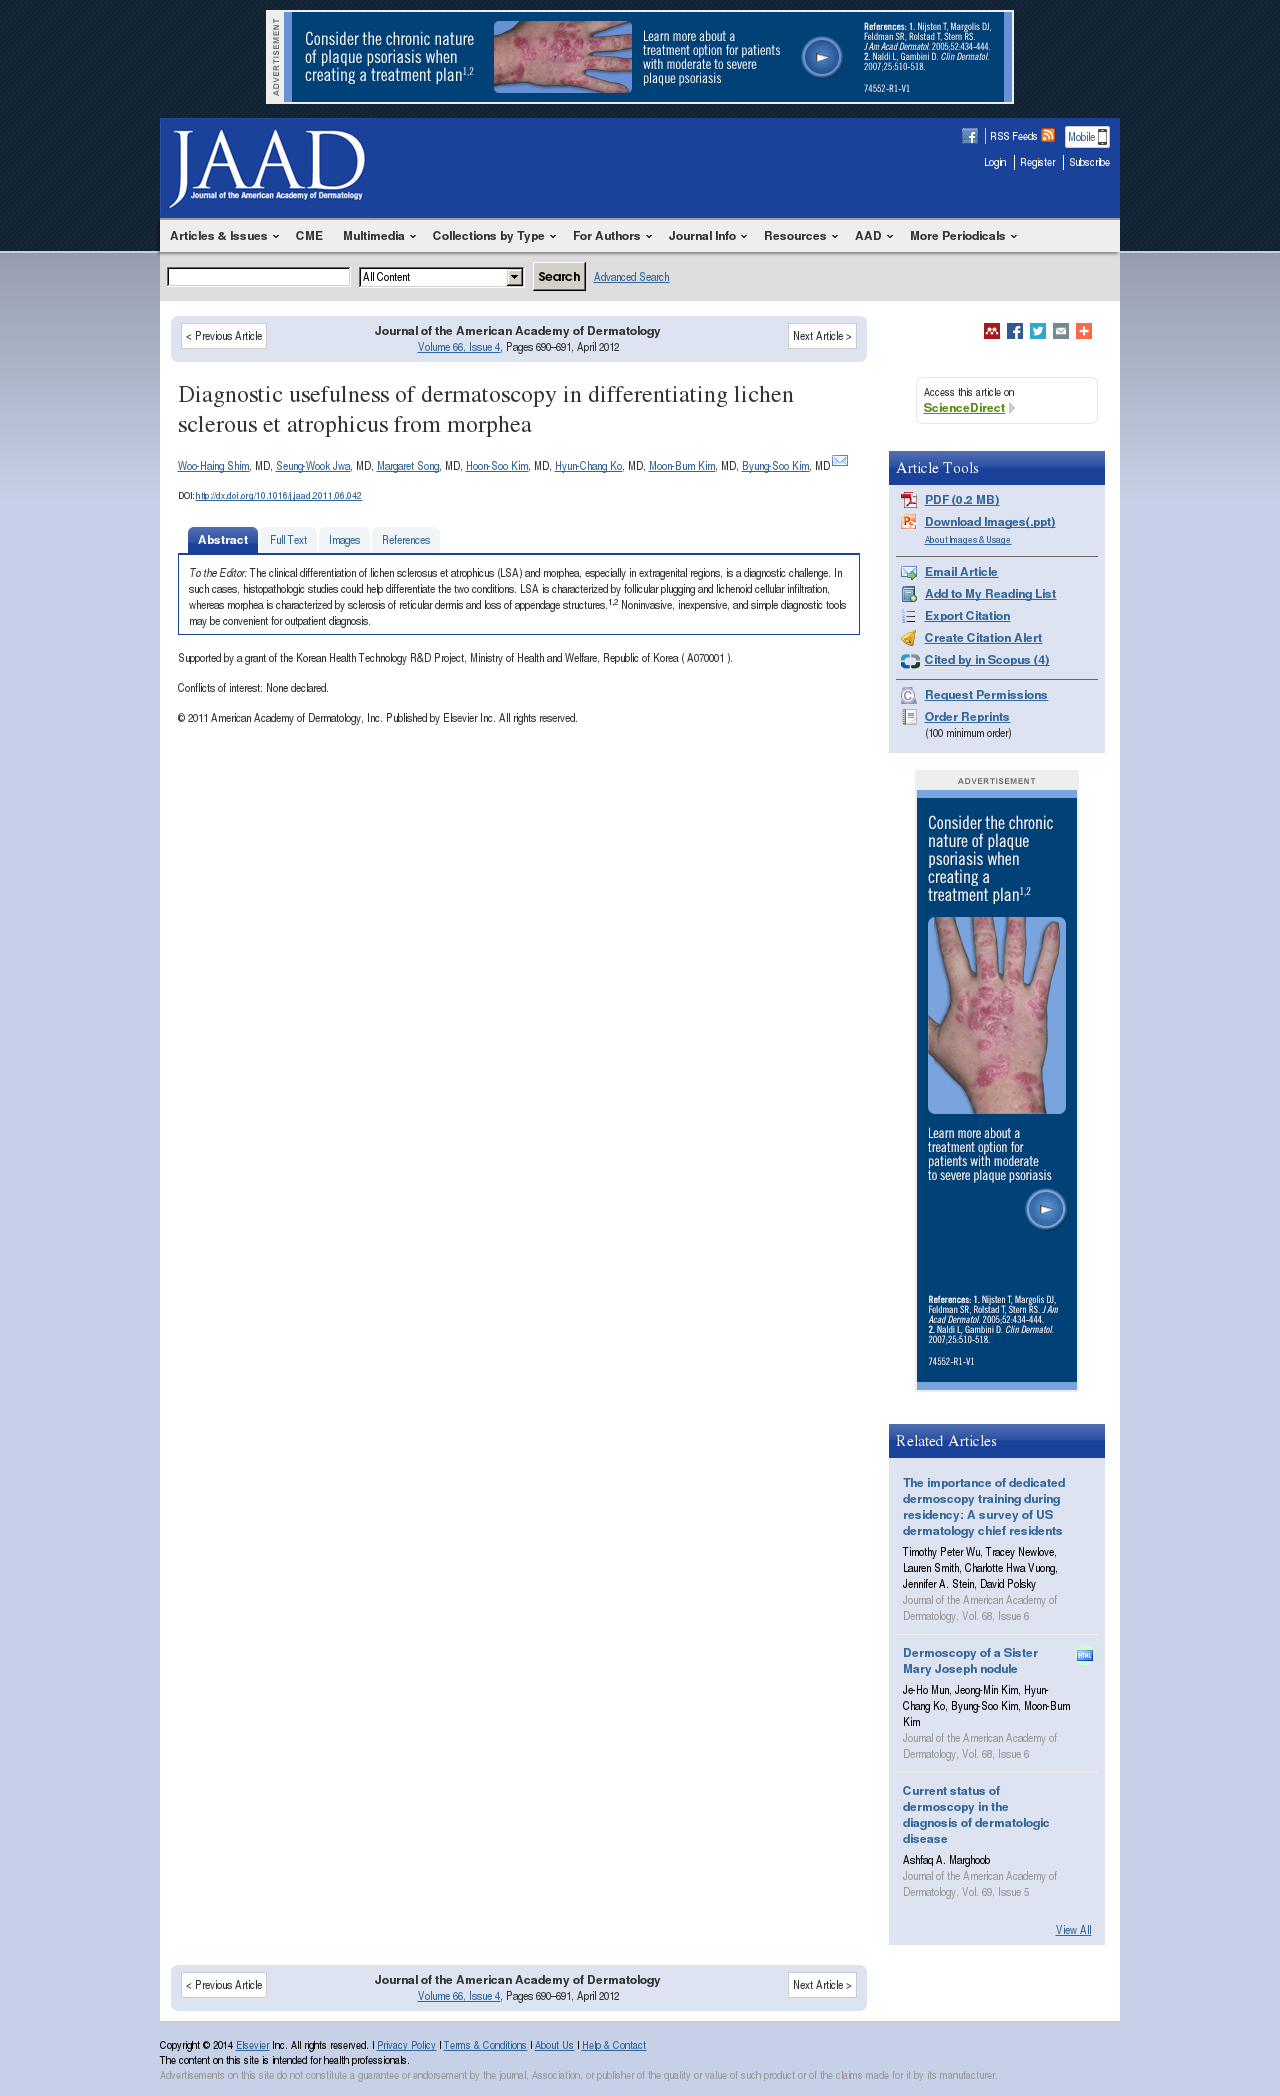 ADVERTISEMENT
Consider the chronic nature
of plaque psoriasis when
creating a treatment plan1,2
Learn more about a
treatment option for patients
with moderate to severe
plaque psoriasis
References: 1. Nijsten T, Margolis DJ,
Feldman SR, Rolstad T, Stern RS.
J Am Acad Dermatol. 2005;52:434-444.
2. Naldi L, Gambini D. Clin Dermatol.
2007;25:510-518.
74552-R1-V1
JAAD
Journal of the American Academy of Dermatology
RSS Feeds
Mobile
Login
Register
Subscribe
Articles & Issues
CME
Multimedia
Collections by Type
For Authors
Journal Info
Resources
AAD
More Periodicals
All Content
Search
Advanced Search
< Previous Article
Journal of the American Academy of Dermatology
Volume 66, Issue 4, Pages 690–691, April 2012
Next Article >
Diagnostic usefulness of dermatoscopy in differentiating lichen
sclerous et atrophicus from morphea
Woo-Haing Shim, MD, Seung-Wook Jwa, MD, Margaret Song, MD, Hoon-Soo Kim, MD, Hyun-Chang Ko, MD, Moon-Bum Kim, MD, Byung-Soo Kim, MD
DOI: http://dx.doi.org/10.1016/j.jaad.2011.06.042
Abstract
Full Text
Images
References
To the Editor: The clinical differentiation of lichen sclerosus et atrophicus (LSA) and morphea, especially in extragenital regions, is a diagnostic challenge. In
such cases, histopathologic studies could help differentiate the two conditions. LSA is characterized by follicular plugging and lichenoid cellular infiltration,
whereas morphea is characterized by sclerosis of reticular dermis and loss of appendage structures.1,2 Noninvasive, inexpensive, and simple diagnostic tools
may be convenient for outpatient diagnosis.
Supported by a grant of the Korean Health Technology R&D Project, Ministry of Health and Welfare, Republic of Korea ( A070001 ).
Conflicts of interest: None declared.
© 2011 American Academy of Dermatology, Inc. Published by Elsevier Inc. All rights reserved.
Access this article on
ScienceDirect
Article Tools
PDF (0.2 MB)
Download Images(.ppt)
About Images & Usage
Email Article
Add to My Reading List
Export Citation
Create Citation Alert
Cited by in Scopus (4)
Request Permissions
Order Reprints
(100 minimum order)
ADVERTISEMENT
Consider the chronic
nature of plaque
psoriasis when
creating a
treatment plan1,2
Learn more about a
treatment option for
patients with moderate
to severe plaque psoriasis
References: 1. Nijsten T, Margolis DJ,
Feldman SR, Rolstad T, Stern RS. J Am
Acad Dermatol. 2005;52:434-444.
2. Naldi L, Gambini D. Clin Dermatol.
2007;25:510-518.
74552-R1-V1
Related Articles
The importance of dedicated
dermoscopy training during
residency: A survey of US
dermatology chief residents
Timothy Peter Wu, Tracey Newlove,
Lauren Smith, Charlotte Hwa Vuong,
Jennifer A. Stein, David Polsky
Journal of the American Academy of
Dermatology, Vol. 68, Issue 6
Dermoscopy of a Sister
Mary Joseph nodule
HTML
Je-Ho Mun, Jeong-Min Kim, Hyun-
Chang Ko, Byung-Soo Kim, Moon-Bum
Kim
Journal of the American Academy of
Dermatology, Vol. 68, Issue 6
Current status of
dermoscopy in the
diagnosis of dermatologic
disease
Ashfaq A. Marghoob
Journal of the American Academy of
Dermatology, Vol. 69, Issue 5
View All
< Previous Article
Journal of the American Academy of Dermatology
Volume 66, Issue 4, Pages 690–691, April 2012
Next Article >
Copyright © 2014 Elsevier Inc. All rights reserved. | Privacy Policy | Terms & Conditions | About Us | Help & Contact
The content on this site is intended for health professionals.
Advertisements on this site do not constitute a guarantee or endorsement by the journal, Association, or publisher of the quality or value of such product or of the claims made for it by its manufacturer.